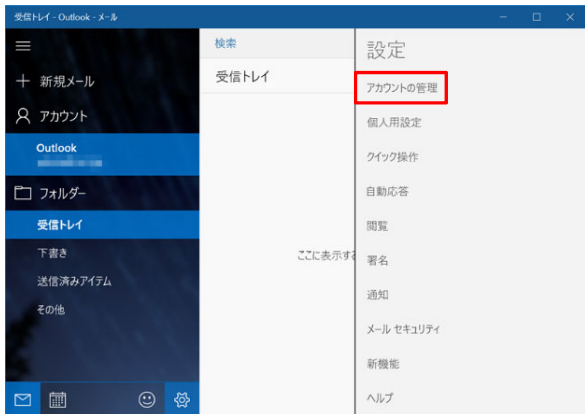 受信トレイ - Outlook - メール
新規メール
アカウント
Outlook
フォルダー
受信トレイ
下書き
送信済みアイテム
その他
検索
受信トレイ
ここに表示する
設定
アカウントの管理
個人用設定
クイック操作
自動応答
閲覧
署名
通知
メール セキュリティ
新機能
ヘルプ